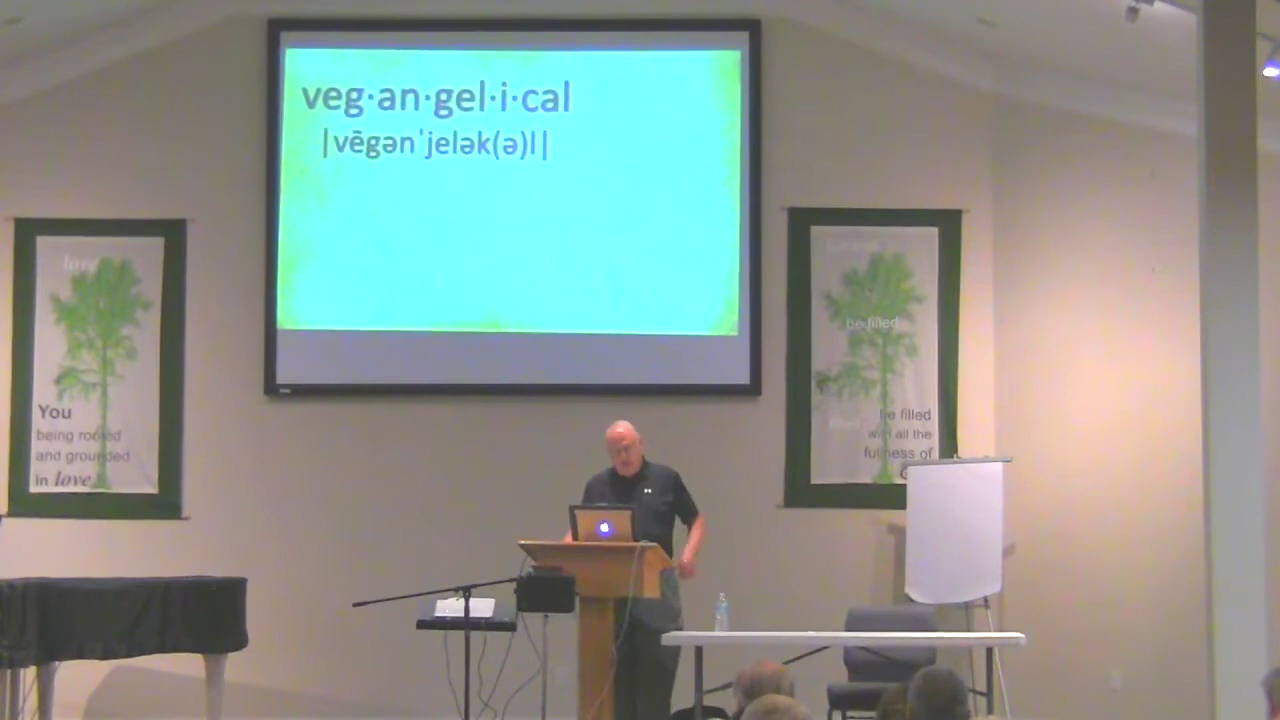 veg·an·gel·i·cal
|vēgənˈjelək(ə)l|
love
You
being rooted
and grounded
in love
be filled
be filled
with all the
fullness of